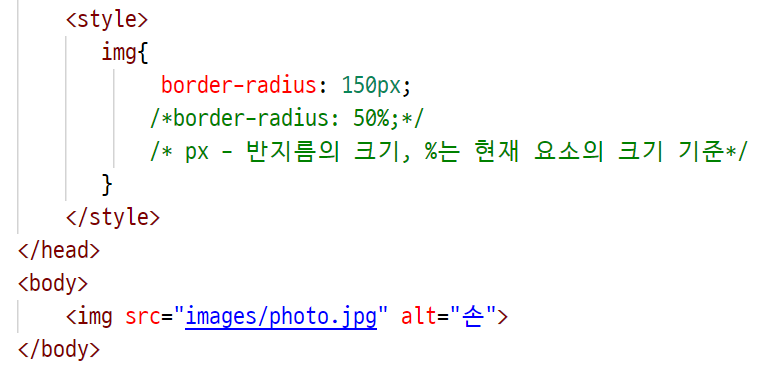 <style>
img{
border-radius: 150px;
/*border-radius: 50%;*/
/* px - 반지름의 크기, %는 현재 요소의 크기 기준*/
}
</style>
</head>
<body>
<img src="images/photo.jpg" alt="손">
</body>